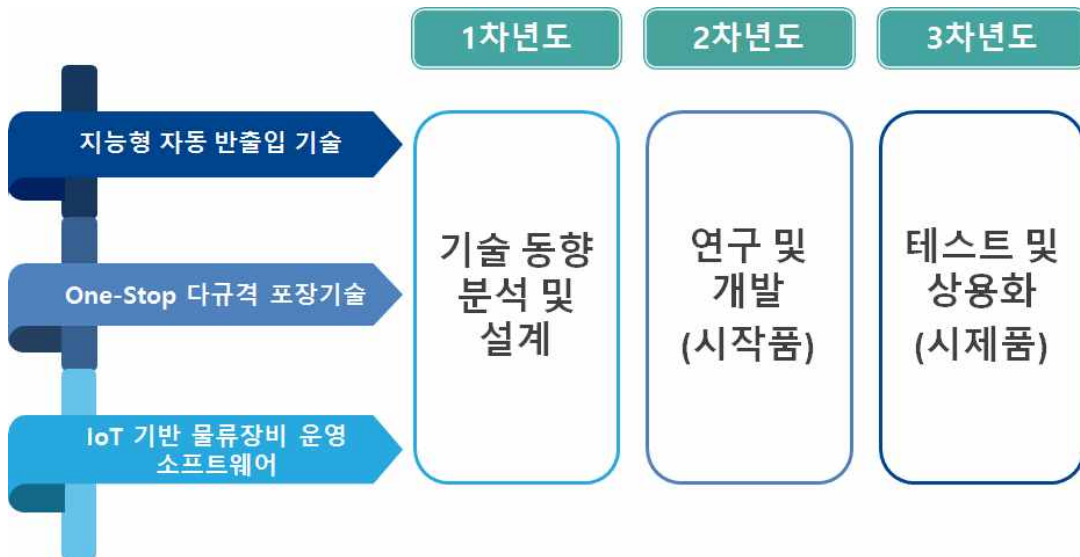 1차년도
2차년도
3차년도
지능형 자동 반출입 기술
One-Stop 다규격 포장기술
IoT 기반 물류장비 운영
소프트웨어
기술 동향
분석 및
설계
연구 및
개발
(시작품)
테스트 및
상용화
(시제품)